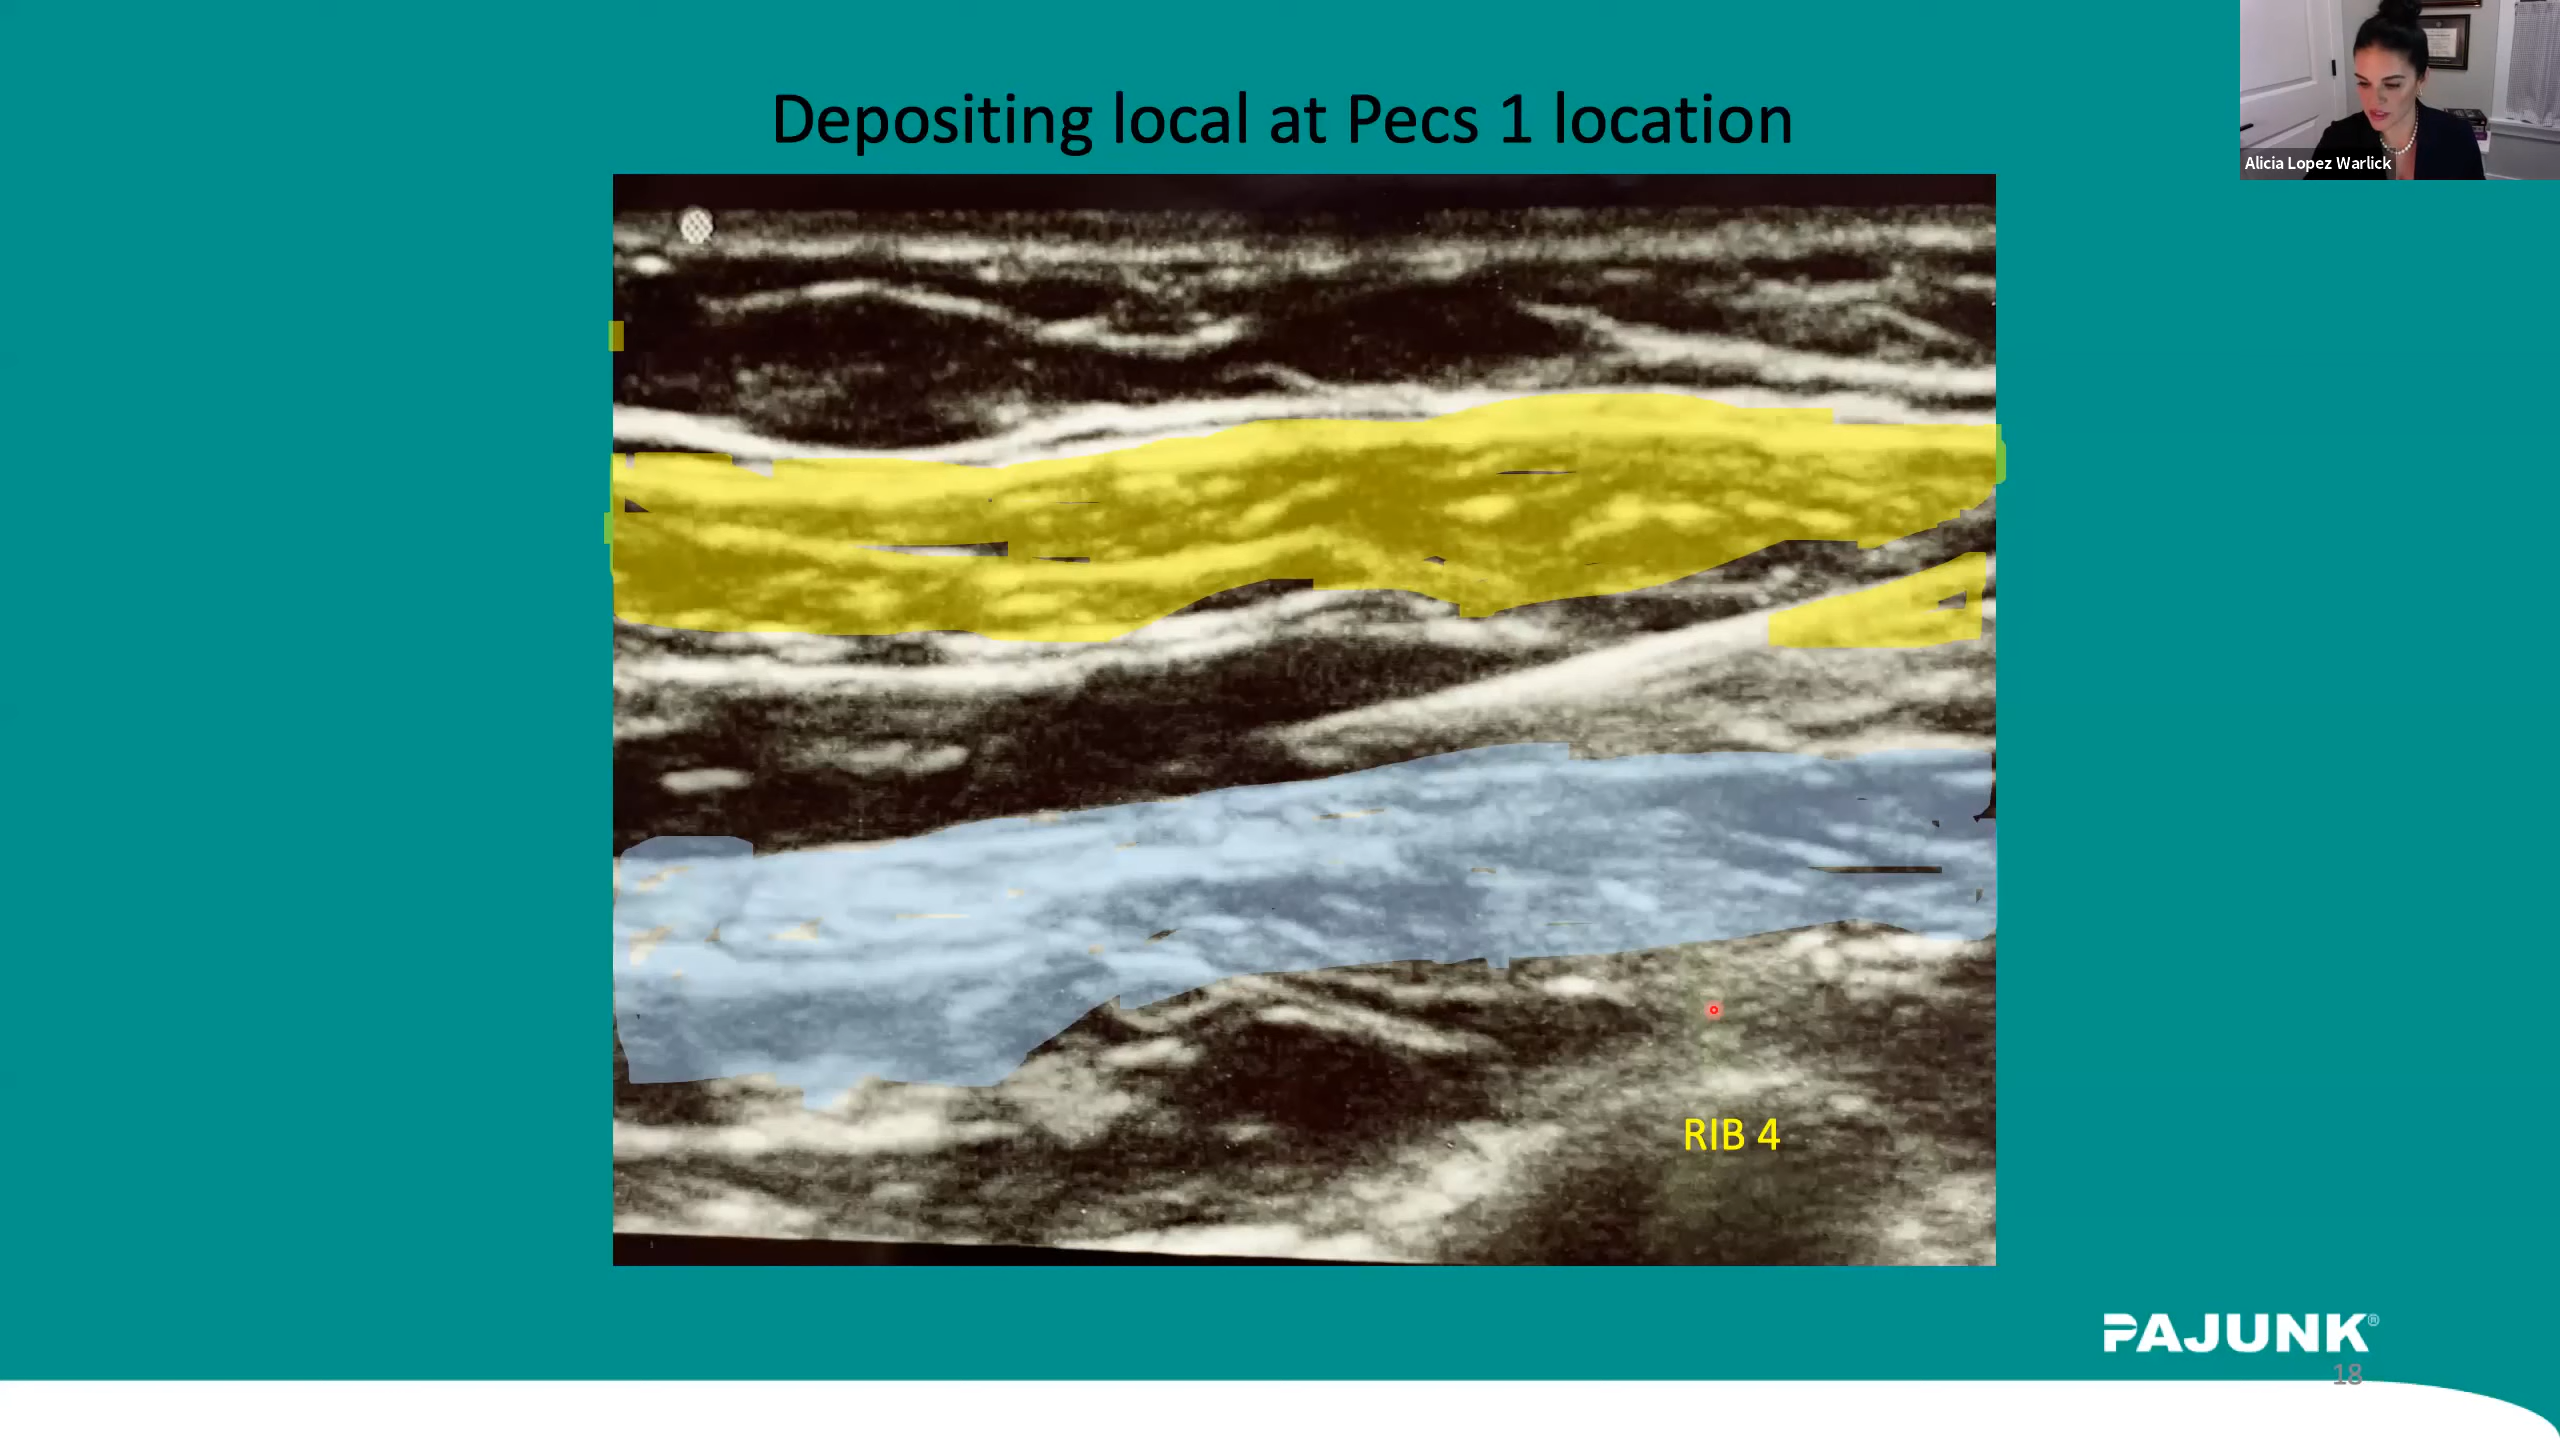 Depositing local at Pecs 1 location
Alicia Lopez Warlick
RIB 4
PAJUNK®
18